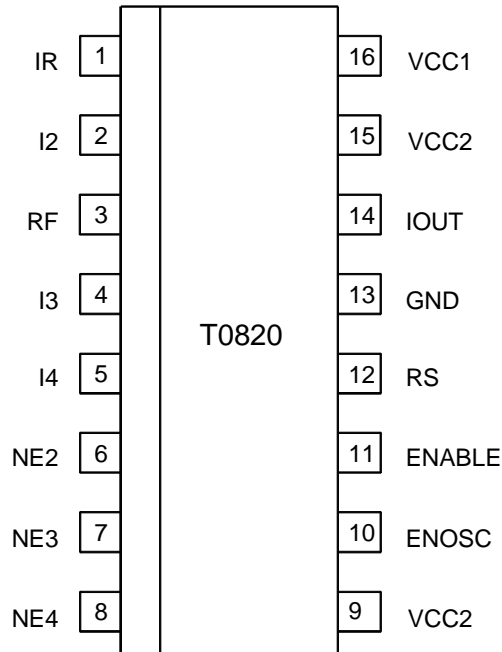 IR 1 16 VCC1
I2 2 15 VCC2
RF 3 14 IOUT
I3 4 13 GND
T0820
I4 5 12 RS
NE2 6 11 ENABLE
NE3 7 10 ENOSC
NE4 8 9 VCC2